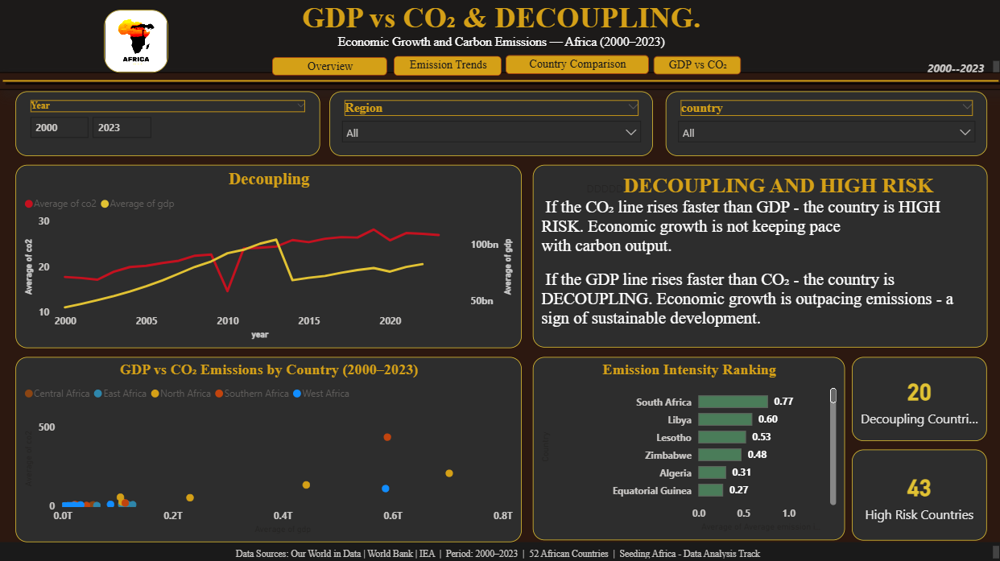 GDP vs CO₂ & DECOUPLING.
Economic Growth and Carbon Emissions — Africa (2000–2023)
AFRICA
Overview
Emission Trends
Country Comparison
GDP vs CO₂
2000--2023
Year
2000
2023
Region
All
country
All
Decoupling
Average of co2
Average of gdp
30
20
10
Average of co2
100bn
50bn
Average of gdp
2000
2005
2010
2015
2020
year
DECOUPLING AND HIGH RISK
If the CO₂ line rises faster than GDP - the country is HIGH
RISK. Economic growth is not keeping pace
with carbon output.
If the GDP line rises faster than CO₂ - the country is
DECOUPLING. Economic growth is outpacing emissions - a
sign of sustainable development.
GDP vs CO₂ Emissions by Country (2000–2023)
Central Africa
East Africa
North Africa
Southern Africa
West Africa
500
0
Average of co2
0.0T
0.2T
0.4T
0.6T
0.8T
Average of gdp
Emission Intensity Ranking
Country
South Africa 0.77
Libya 0.60
Lesotho 0.53
Zimbabwe 0.48
Algeria 0.31
Equatorial Guinea 0.27
0.0
0.5
1.0
20
Decoupling Countri...
43
High Risk Countries
Data Sources: Our World in Data | World Bank | IEA | Period: 2000–2023 | 52 African Countries | Seeding Africa - Data Analysis Track